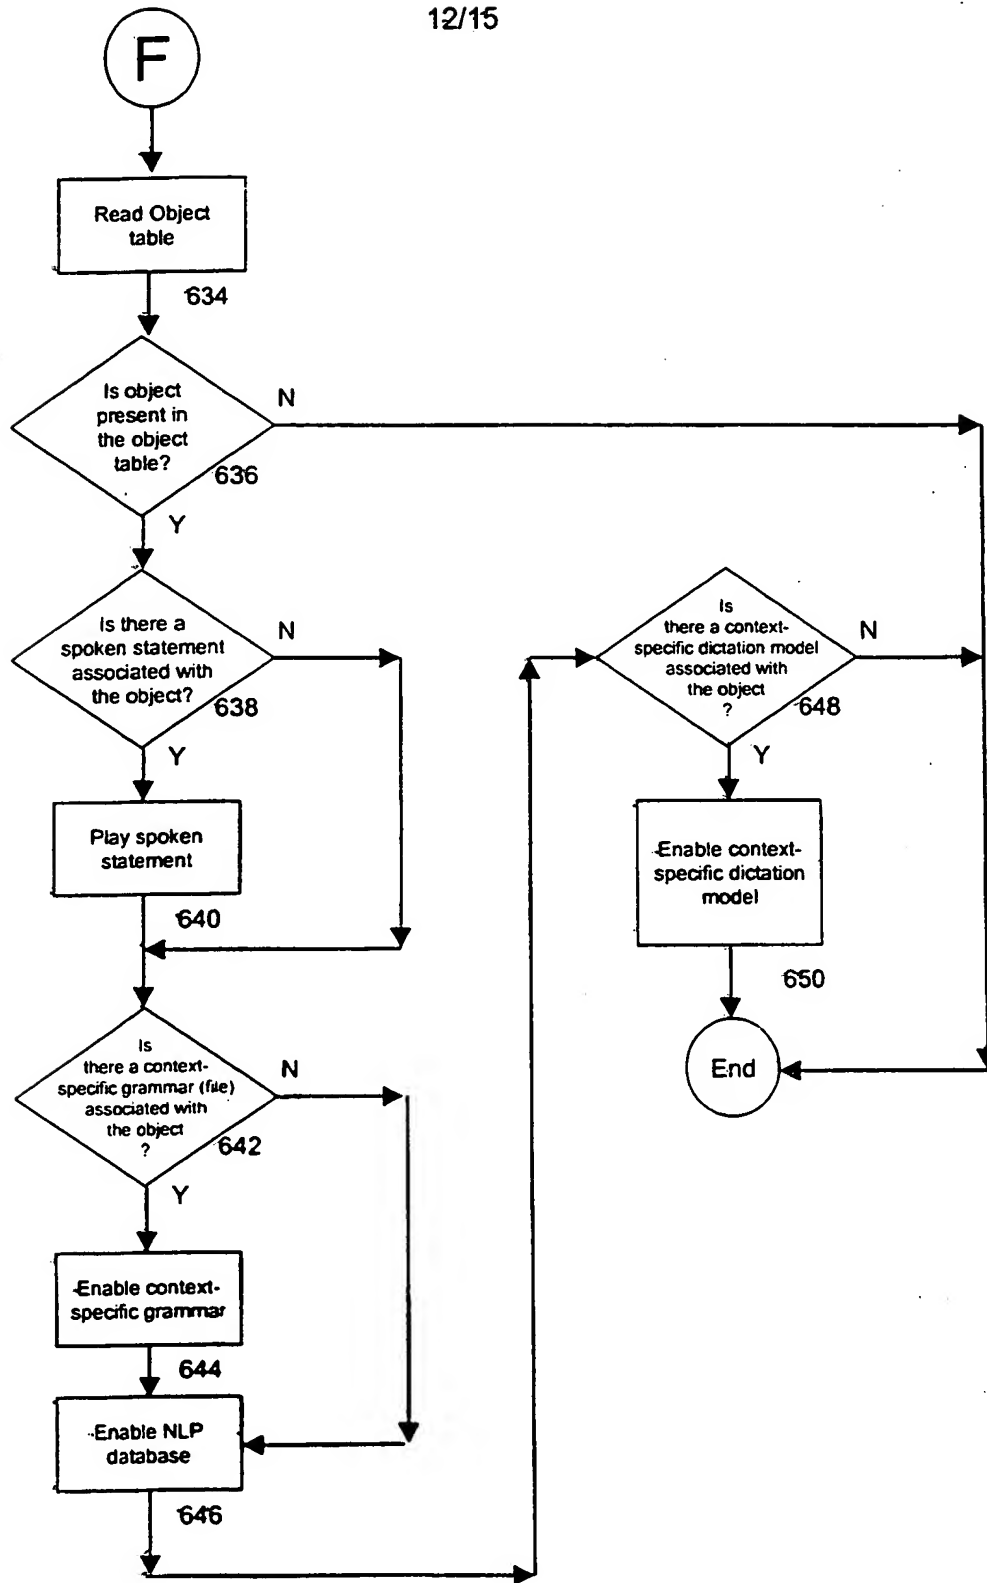 12/15
F
Read Object
table
634
Is object
present in
the object
table?
N
636
Y
Is there a
spoken statement
associated with
the object?
N
638
Y
Play spoken
statement
640
Is
there a context-
specific grammar (file)
associated with
the object
?
N
642
Y
Enable context-
specific grammar
644
Enable NLP
database
646
Is
there a context-
specific dictation model
associated with
the object
?
N
648
Y
Enable context-
specific dictation
model
650
End